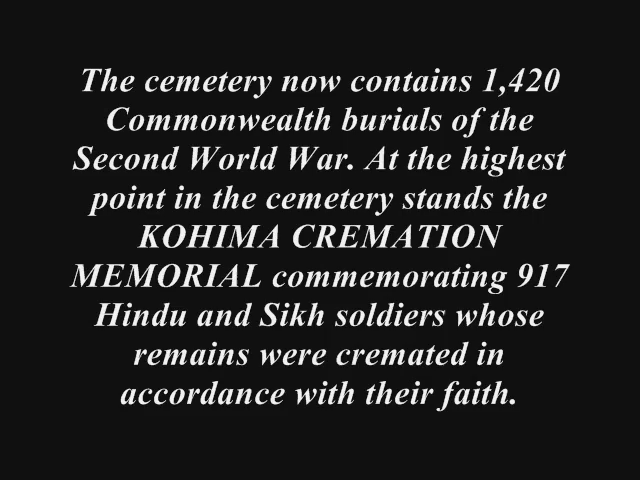 The cemetery now contains 1,420
Commonwealth burials of the
Second World War. At the highest
point in the cemetery stands the
KOHIMA CREMATION
MEMORIAL commemorating 917
Hindu and Sikh soldiers whose
remains were cremated in
accordance with their faith.